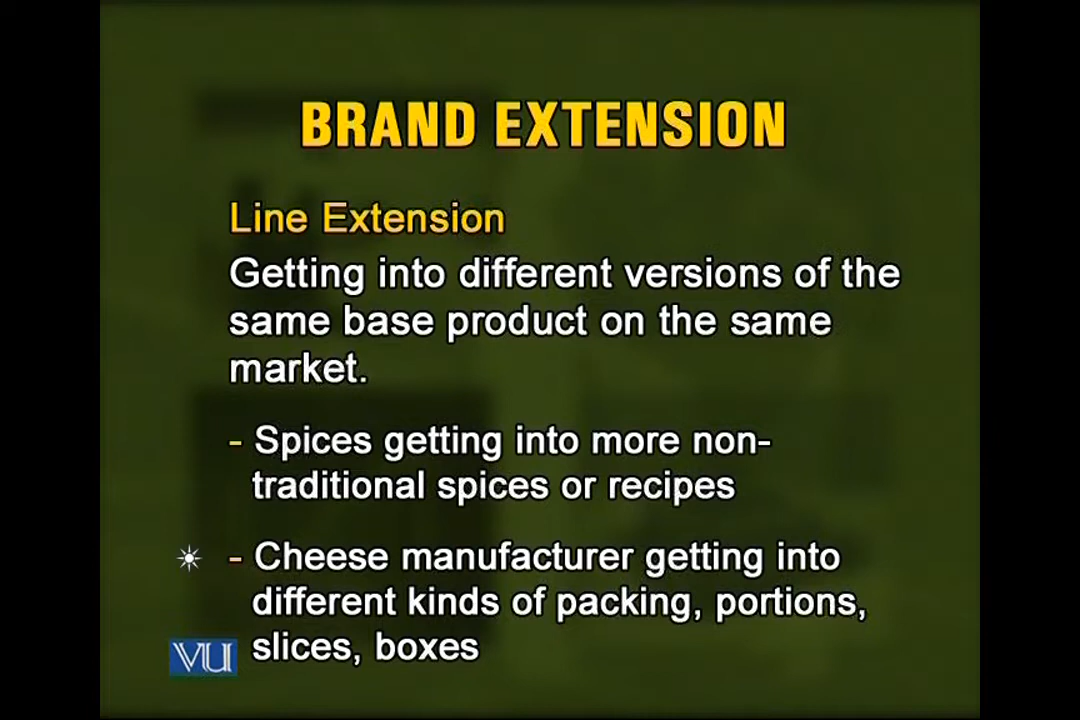 BRAND EXTENSION
Line Extension
Getting into different versions of the
same base product on the same
market.
- Spices getting into more non-
traditional spices or recipes
- Cheese manufacturer getting into
different kinds of packing, portions,
slices, boxes
VU